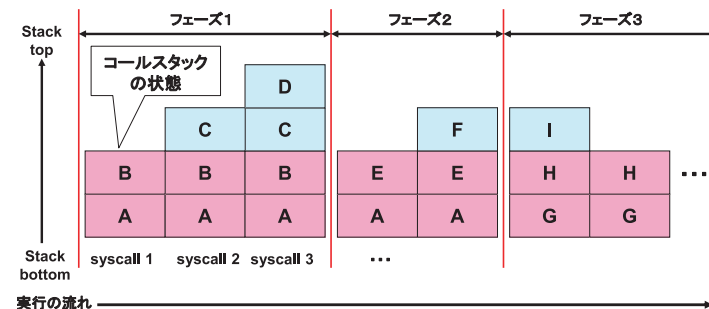 フェーズ1 フェーズ2 フェーズ3
Stack
top
コールスタック
の状態
D
C C F I
B B B E E H H ...
A A A A A G G
Stack
bottom
syscall 1 syscall 2 syscall 3 ...
実行の流れ